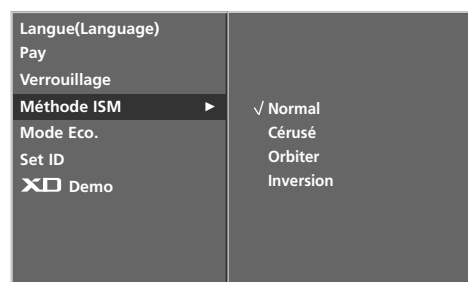 Langue(Language)
Pay
Verrouillage
Méthode ISM ►
Mode Eco.
Set ID
XD Demo
√ Normal
Cérusé
Orbiter
Inversion